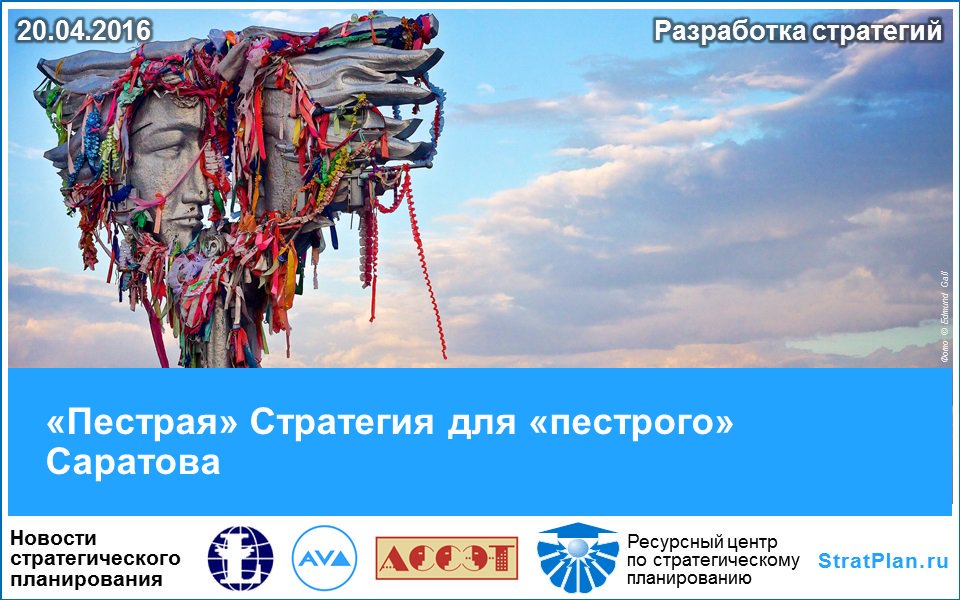 20.04.2016
Разработка стратегий
Фото © Edmund Gall
«Пестрая» Стратегия для «пестрого»
Саратова
Новости
стратегического
планирования
AVA
АССЭТ
Ресурсный центр
по стратегическому
планированию
StratPlan.ru